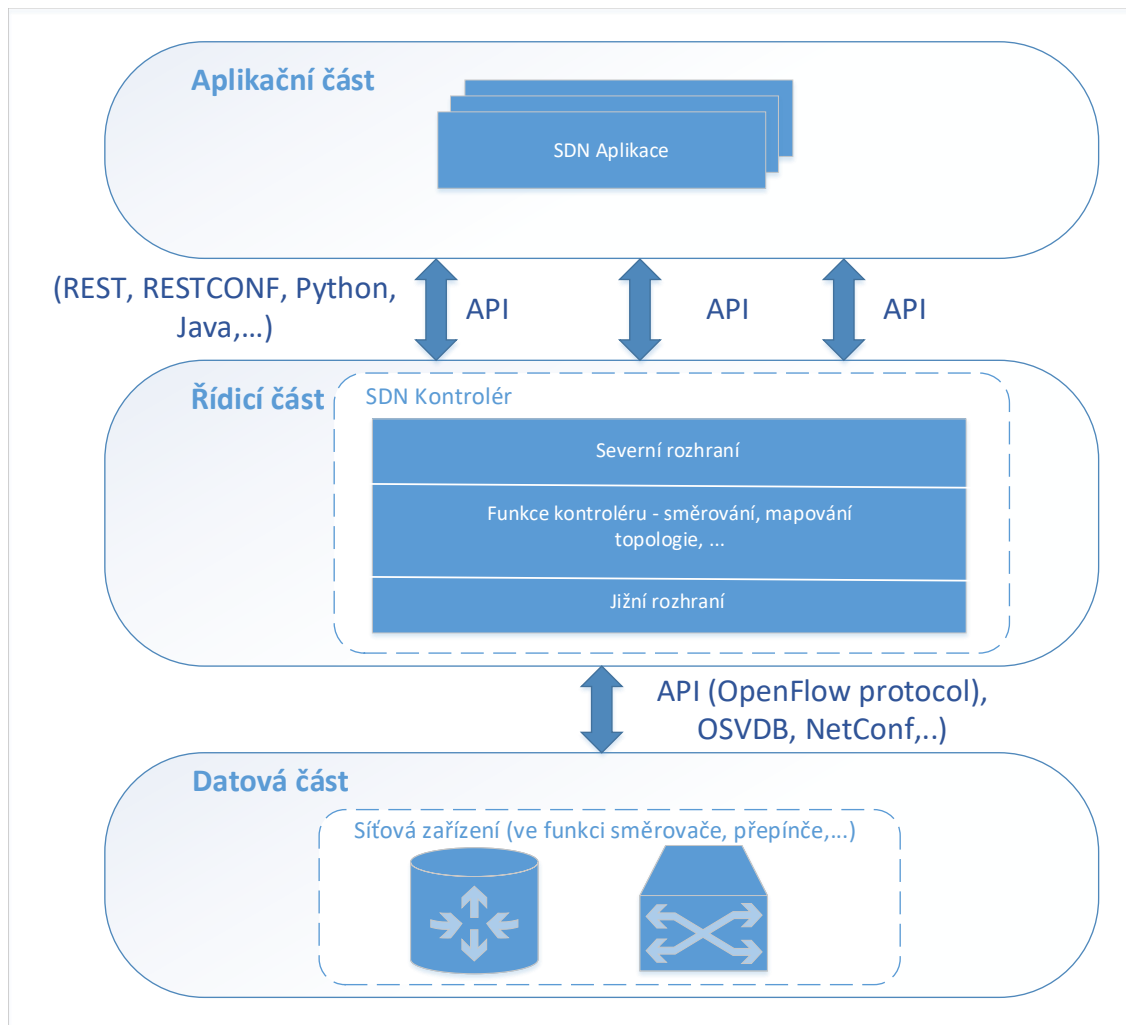 Aplikační část
SDN Aplikace
(REST, RESTCONF, Python,
Java,...)
API
API
API
Řídicí část
SDN Kontrolér
Severní rozhraní
Funkce kontroléru - směrování, mapování
topologie, ...
Jižní rozhraní
API (OpenFlow protocol),
OSVDB, NetConf,..)
Datová část
Síťová zařízení (ve funkci směrovače, přepínče,...)